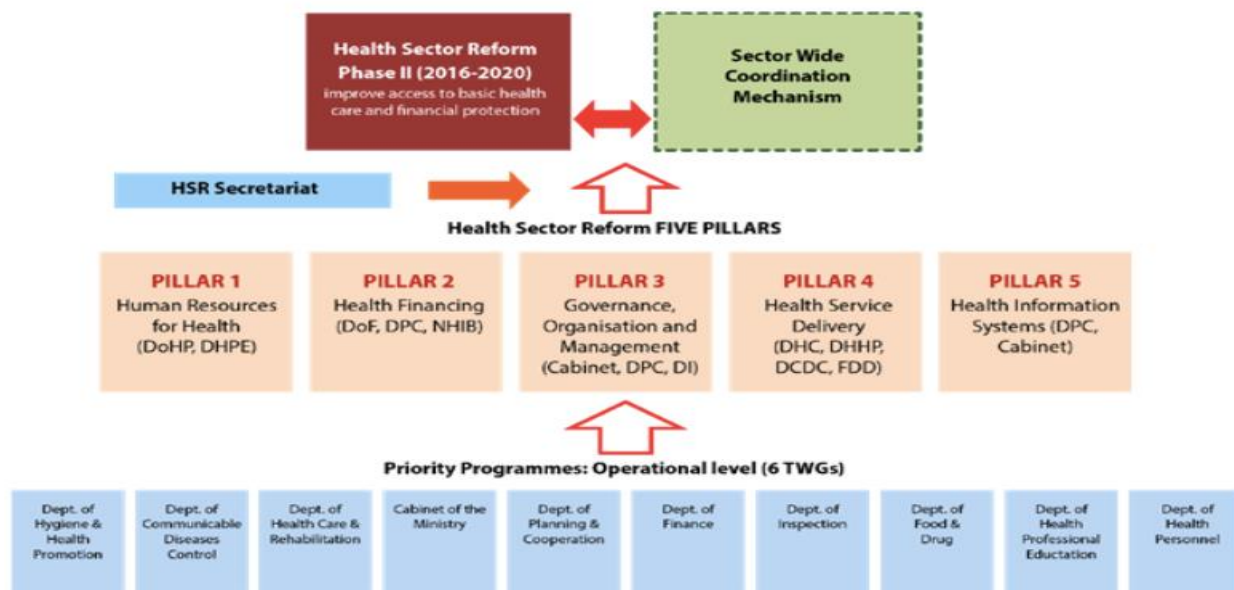 Health Sector Reform
Phase II (2016-2020)
improve access to basic health
care and financial protection
Sector Wide
Coordination
Mechanism
HSR Secretariat
Health Sector Reform FIVE PILLARS
PILLAR 1
Human Resources
for Health
(DoHP, DHPE)
PILLAR 2
Health Financing
(DoF, DPC, NHIB)
PILLAR 3
Governance,
Organisation and
Management
(Cabinet, DPC, DI)
PILLAR 4
Health Service
Delivery
(DHC, DHHP,
DCDC, FDD)
PILLAR 5
Health Information
Systems (DPC,
Cabinet)
Priority Programmes: Operational level (6 TWGs)
Dept. of
Hygiene &
Health
Promotion
Dept. of
Communicable
Diseases
Control
Dept. of
Health Care &
Rehabilitation
Cabinet of the
Ministry
Dept. of
Planning &
Cooperation
Dept. of
Finance
Dept. of
Inspection
Dept. of
Food &
Drug
Dept. of
Health
Professional
Eductation
Dept. of
Health
Personnel